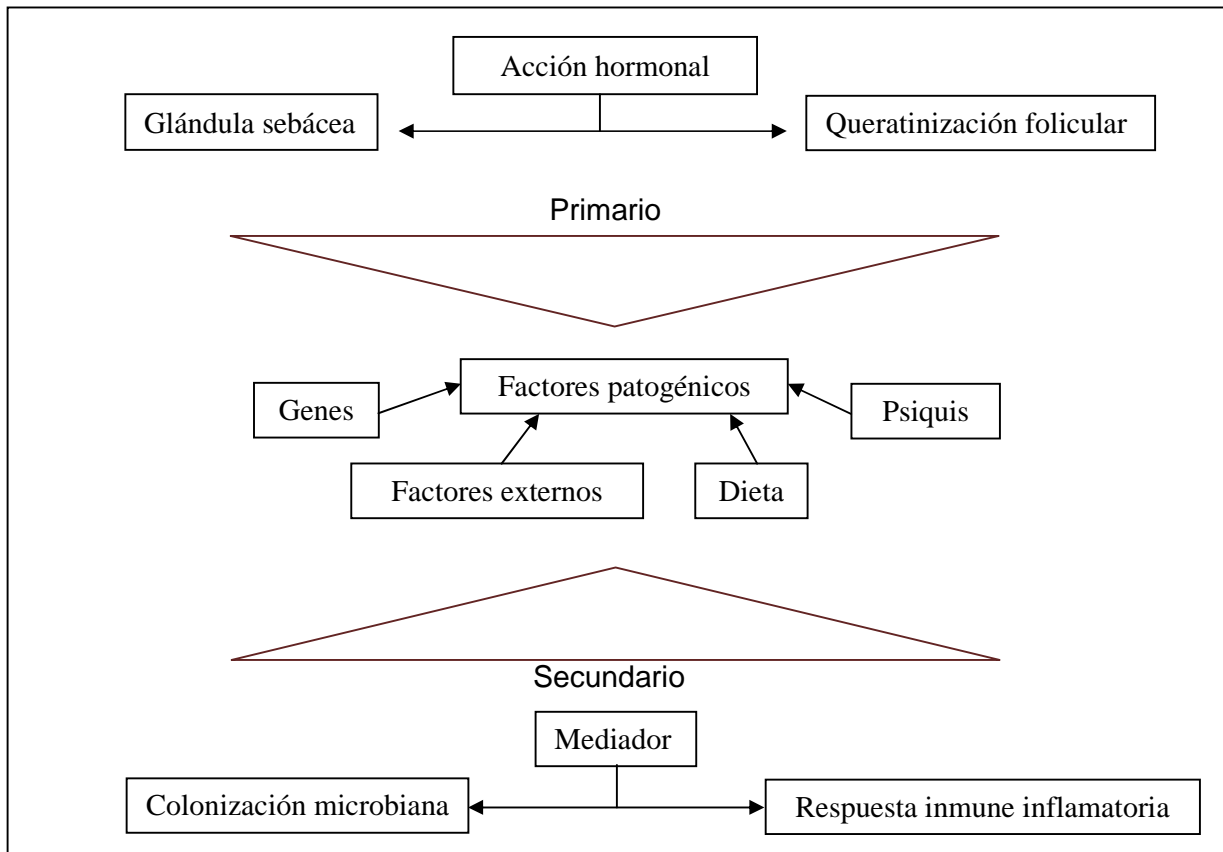 Acción hormonal
Glándula sebácea
Queratinización folicular
Primario
Factores patogénicos
Genes
Psiquis
Factores externos
Dieta
Secundario
Mediador
Colonización microbiana
Respuesta inmune inflamatoria